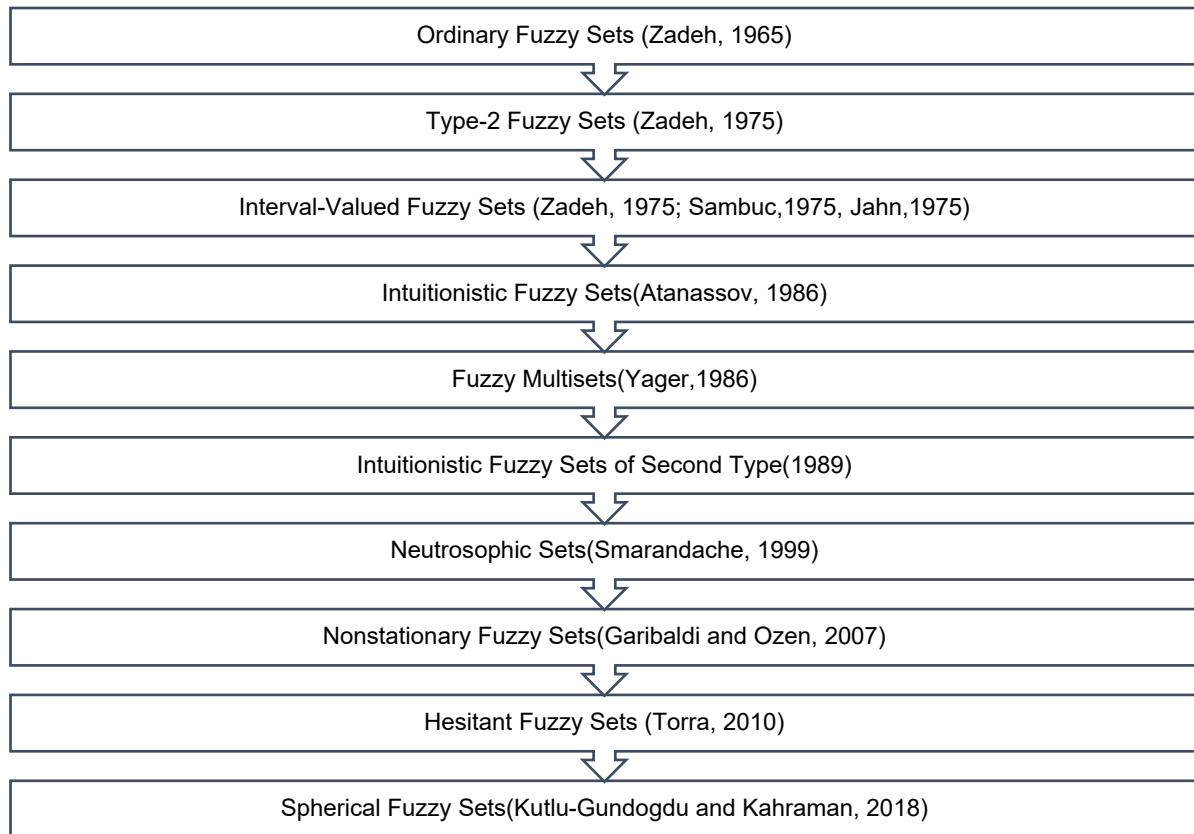 Ordinary Fuzzy Sets (Zadeh, 1965)
Type-2 Fuzzy Sets (Zadeh, 1975)
Interval-Valued Fuzzy Sets (Zadeh, 1975; Sambuc,1975, Jahn,1975)
Intuitionistic Fuzzy Sets(Atanassov, 1986)
Fuzzy Multisets(Yager,1986)
Intuitionistic Fuzzy Sets of Second Type(1989)
Neutrosophic Sets(Smarandache, 1999)
Nonstationary Fuzzy Sets(Garibaldi and Ozen, 2007)
Hesitant Fuzzy Sets (Torra, 2010)
Spherical Fuzzy Sets(Kutlu-Gundogdu and Kahraman, 2018)